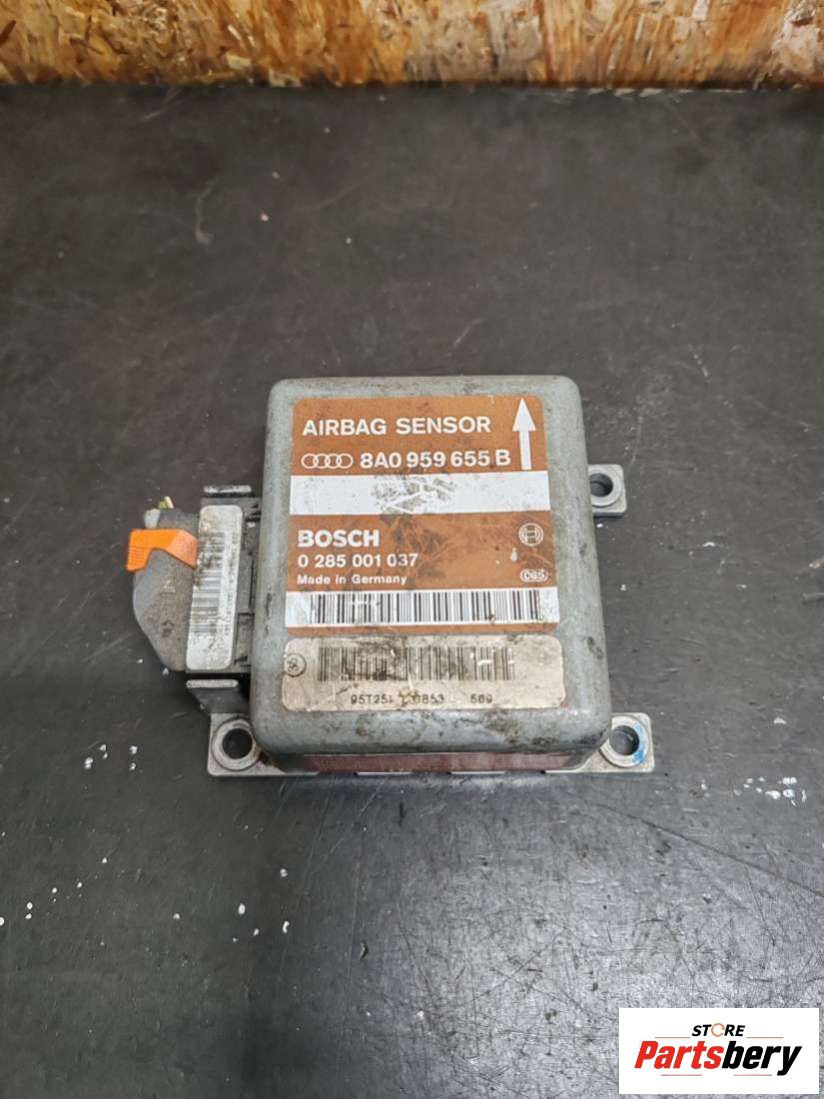 AIRBAG SENSOR
8A0 959 655 B
BOSCH
0 285 001 037
Made in Germany
STORE
Partsbery